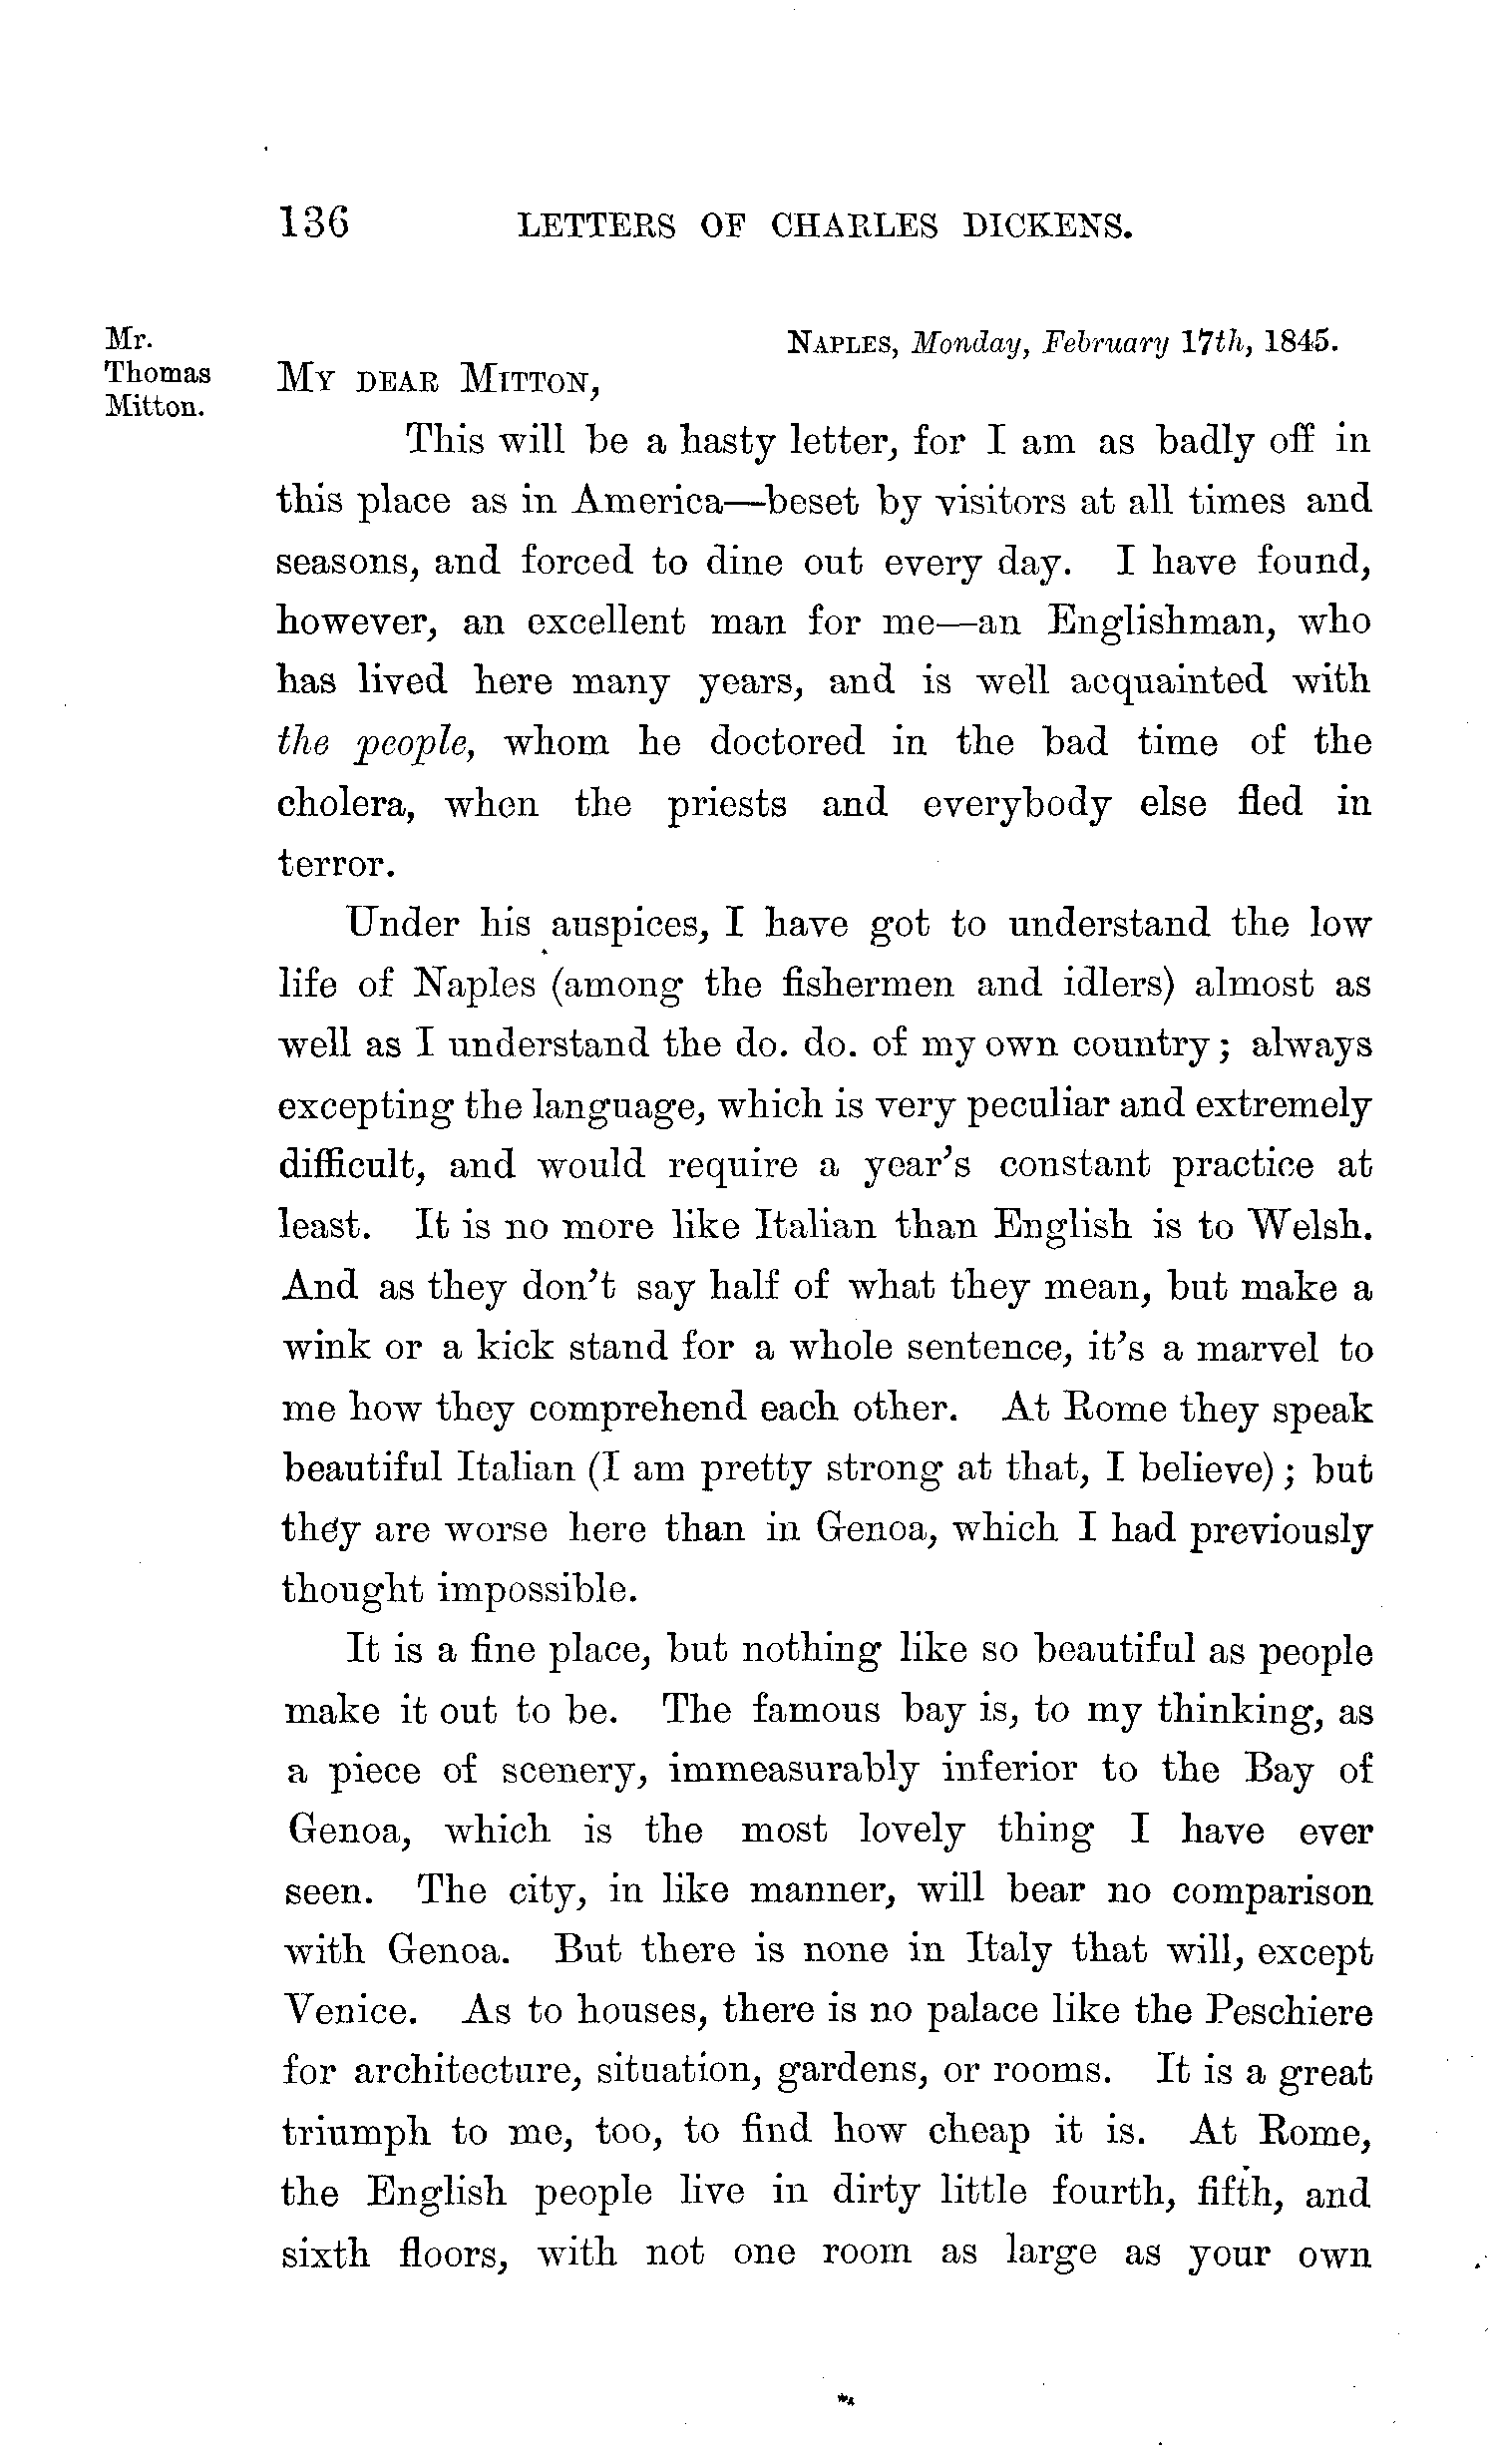 136 LETTERS OF CHARLES DICKENS.
Mr.
Thomas
Mitton.
NAPLES, Monday, February 17th, 1845.
MY DEAR MITTON,
This will be a hasty letter, for I am as badly off in
this place as in America—beset by visitors at all times and
seasons, and forced to dine out every day. I have found,
however, an excellent man for me—an Englishman, who
has lived here many years, and is well acquainted with
the people, whom he doctored in the bad time of the
cholera, when the priests and everybody else fled in
terror.
Under his auspices, I have got to understand the low
life of Naples (among the fishermen and idlers) almost as
well as I understand the do. do. of my own country; always
excepting the language, which is very peculiar and extremely
difficult, and would require a year's constant practice at
least. It is no more like Italian than English is to Welsh.
And as they don't say half of what they mean, but make a
wink or a kick stand for a whole sentence, it's a marvel to
me how they comprehend each other. At Rome they speak
beautiful Italian (I am pretty strong at that, I believe); but
they are worse here than in Genoa, which I had previously
thought impossible.
It is a fine place, but nothing like so beautiful as people
make it out to be. The famous bay is, to my thinking, as
a piece of scenery, immeasurably inferior to the Bay of
Genoa, which is the most lovely thing I have ever
seen. The city, in like manner, will bear no comparison
with Genoa. But there is none in Italy that will, except
Venice. As to houses, there is no palace like the Peschiere
for architecture, situation, gardens, or rooms. It is a great
triumph to me, too, to find how cheap it is. At Rome,
the English people live in dirty little fourth, fifth, and
sixth floors, with not one room as large as your own